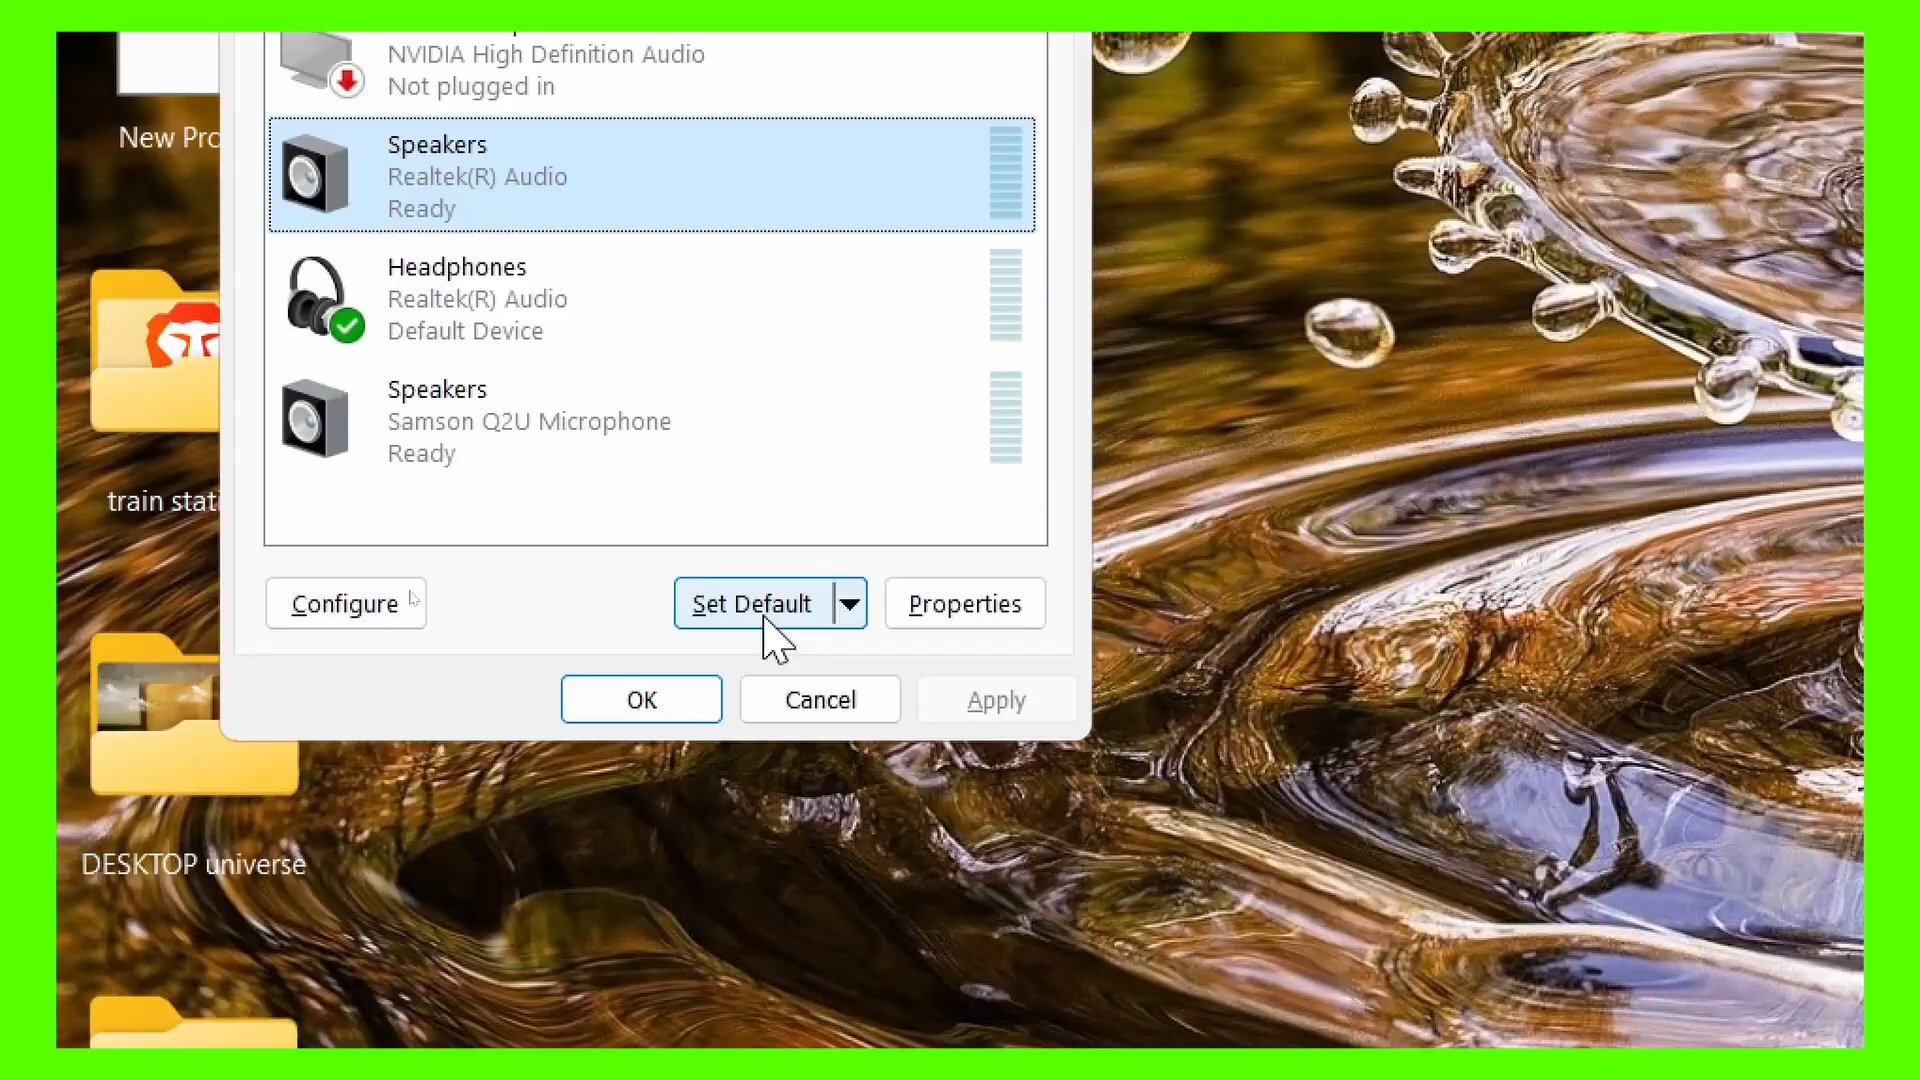 NVIDIA High Definition Audio
Not plugged in
New Pro
Speakers
Realtek(R) Audio
Ready
Headphones
Realtek(R) Audio
Default Device
Speakers
Samson Q2U Microphone
Ready
train stati
Configure
Set Default
Properties
OK
Cancel
Apply
DESKTOP universe